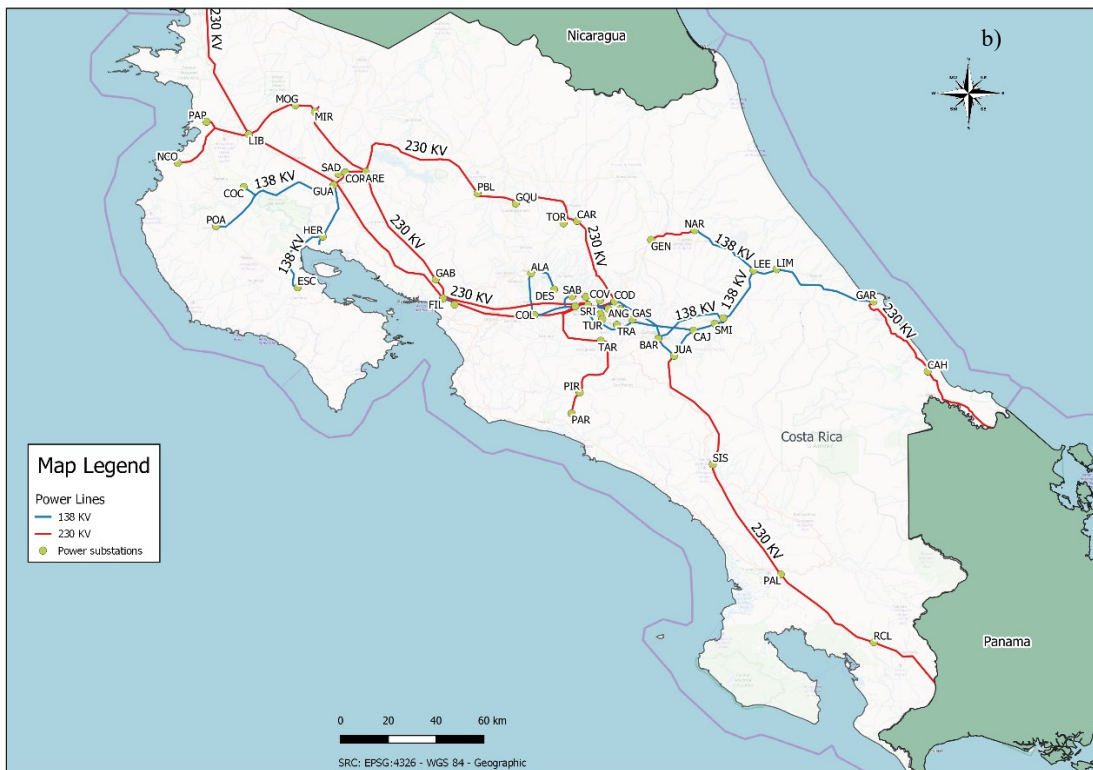 230 KV
Nicaragua
b)
MOG
MIR
PAP
LIB
NCO
SAD
CORARE
230 KV
COC
138 KV
GUA
PBL
GQU
POA
TOR
CAR
NAR
HER
230 KV
GEN
138 KV
138 KV
ESC
230 KV
LEE
LIM
GAB
ALA
DES
SAB
COV
COD
138 KV
FIL
230 KV
COL
SRI
ANG
GAS
138 KV
GAR
TUR
TRA
CAJ
SMI
230 KV
TAR
BAR
JUA
CAH
PIR
PAR
Costa Rica
SIS
230 KV
PAL
RCL
Panama
Map Legend
Power Lines
138 KV
230 KV
Power substations
0 20 40 60 km
SRC: EPSG:4326 - WGS 84 - Geographic